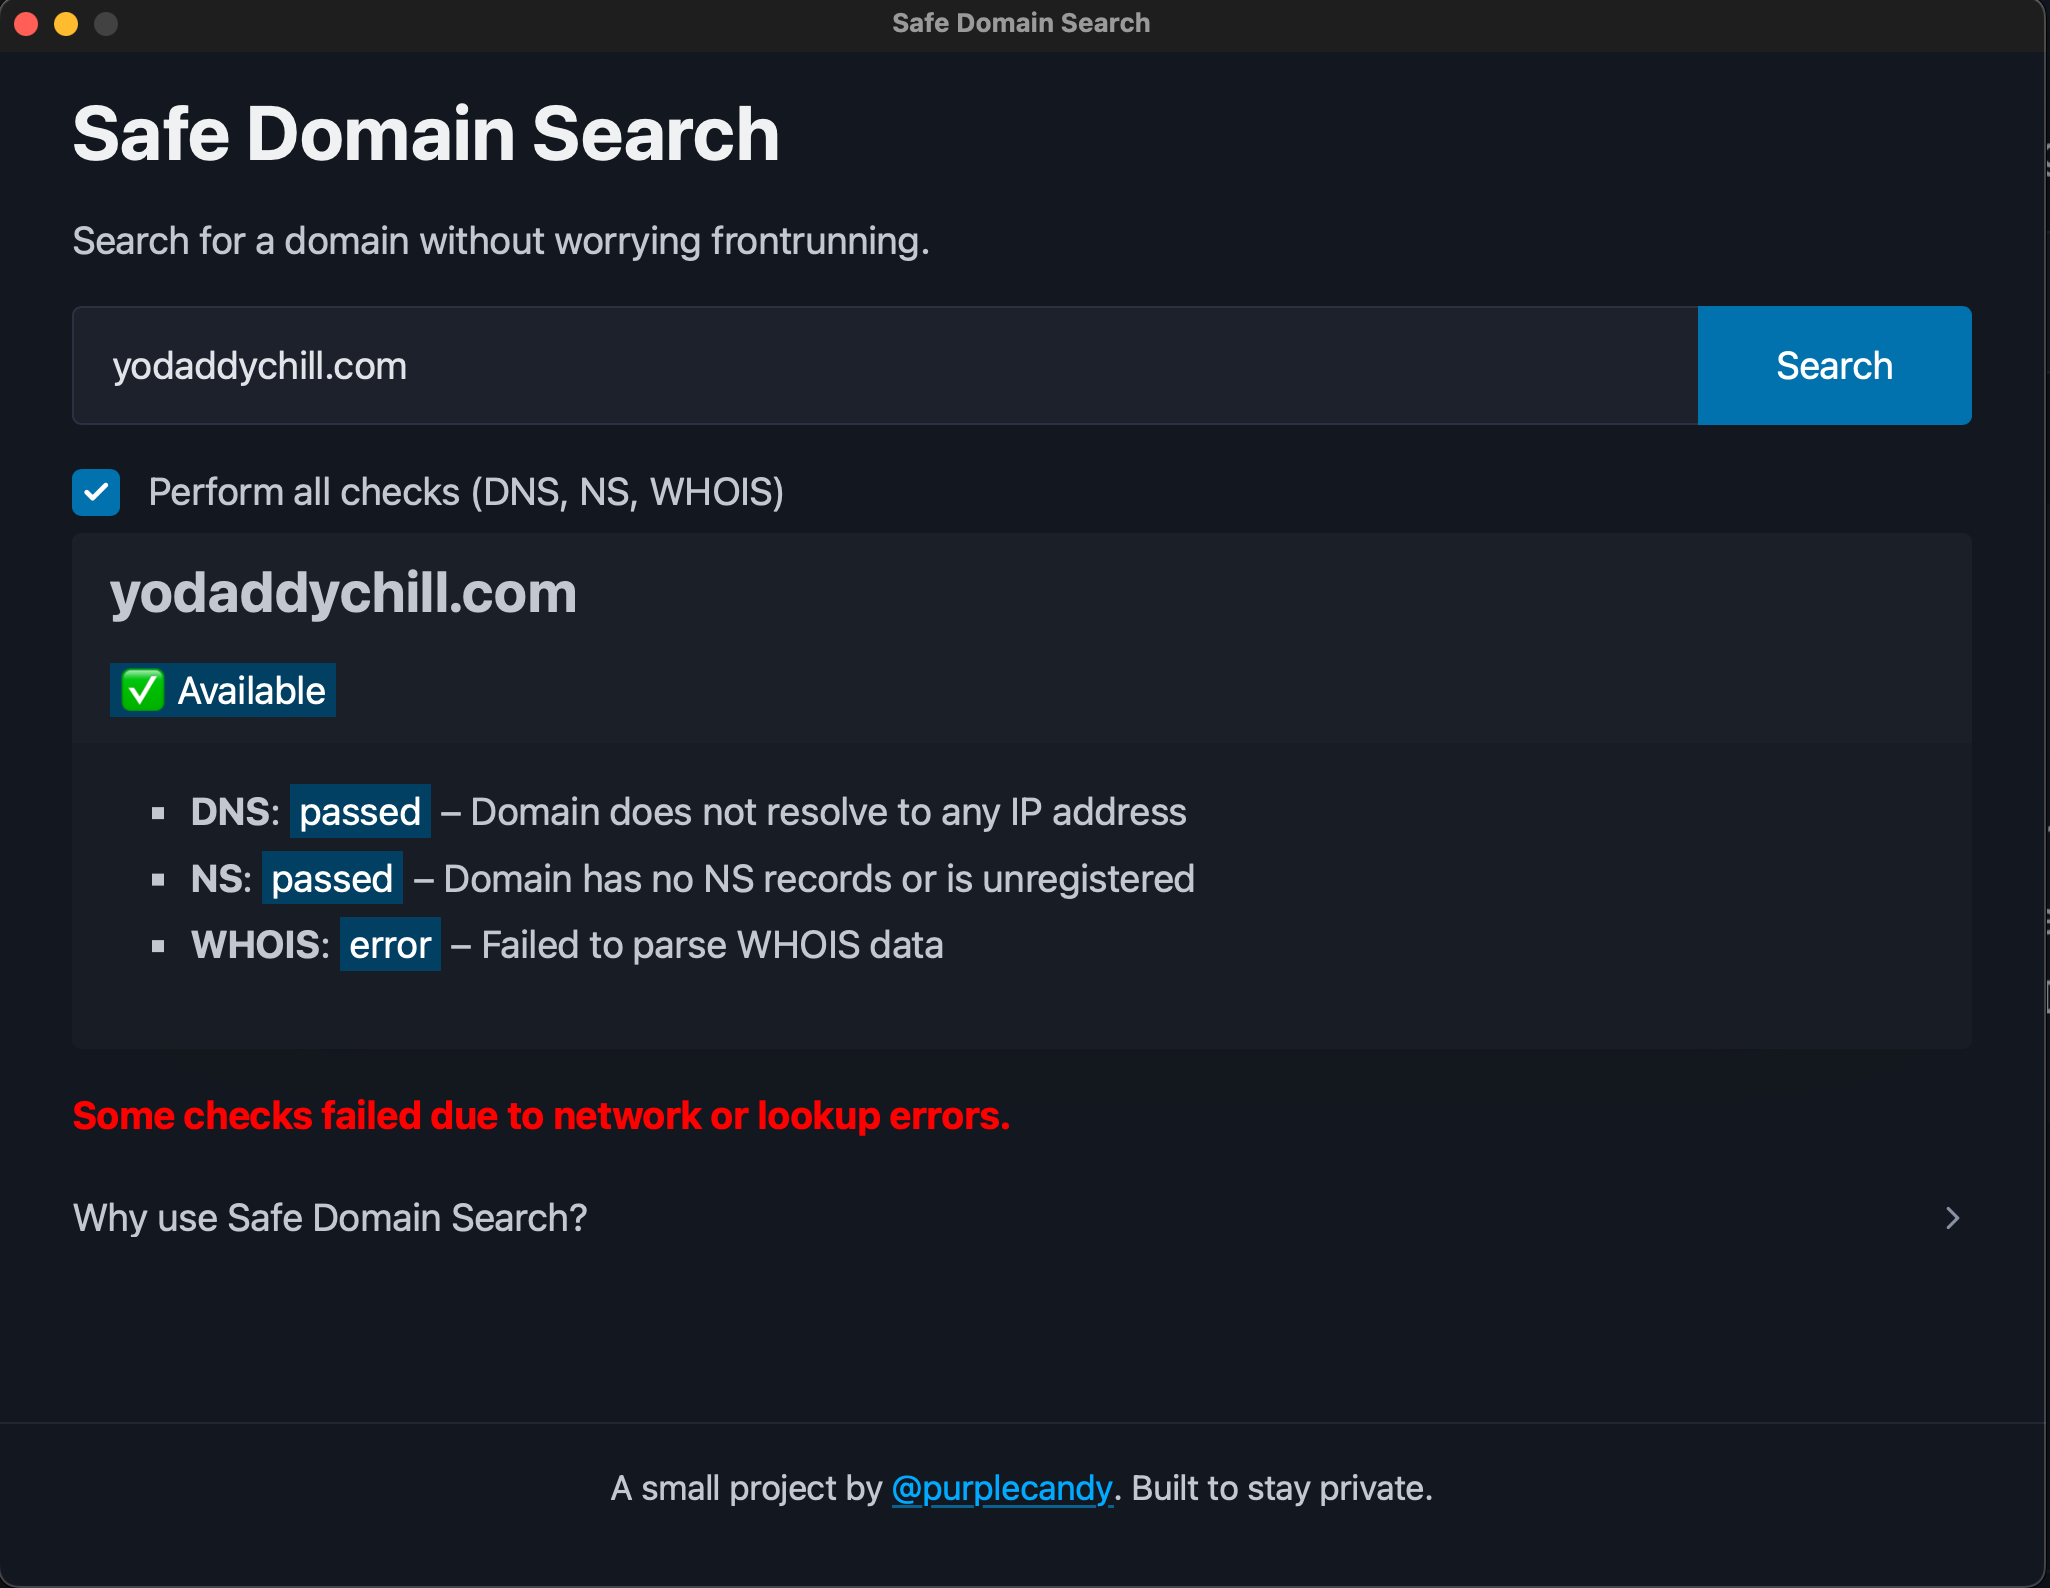 Safe Domain Search
Safe Domain Search
Search for a domain without worrying frontrunning.
yodaddychill.com
Search
Perform all checks (DNS, NS, WHOIS)
yodaddychill.com
✅ Available
▪ DNS: passed – Domain does not resolve to any IP address
▪ NS: passed – Domain has no NS records or is unregistered
▪ WHOIS: error – Failed to parse WHOIS data
Some checks failed due to network or lookup errors.
Why use Safe Domain Search?
A small project by @purplecandy. Built to stay private.